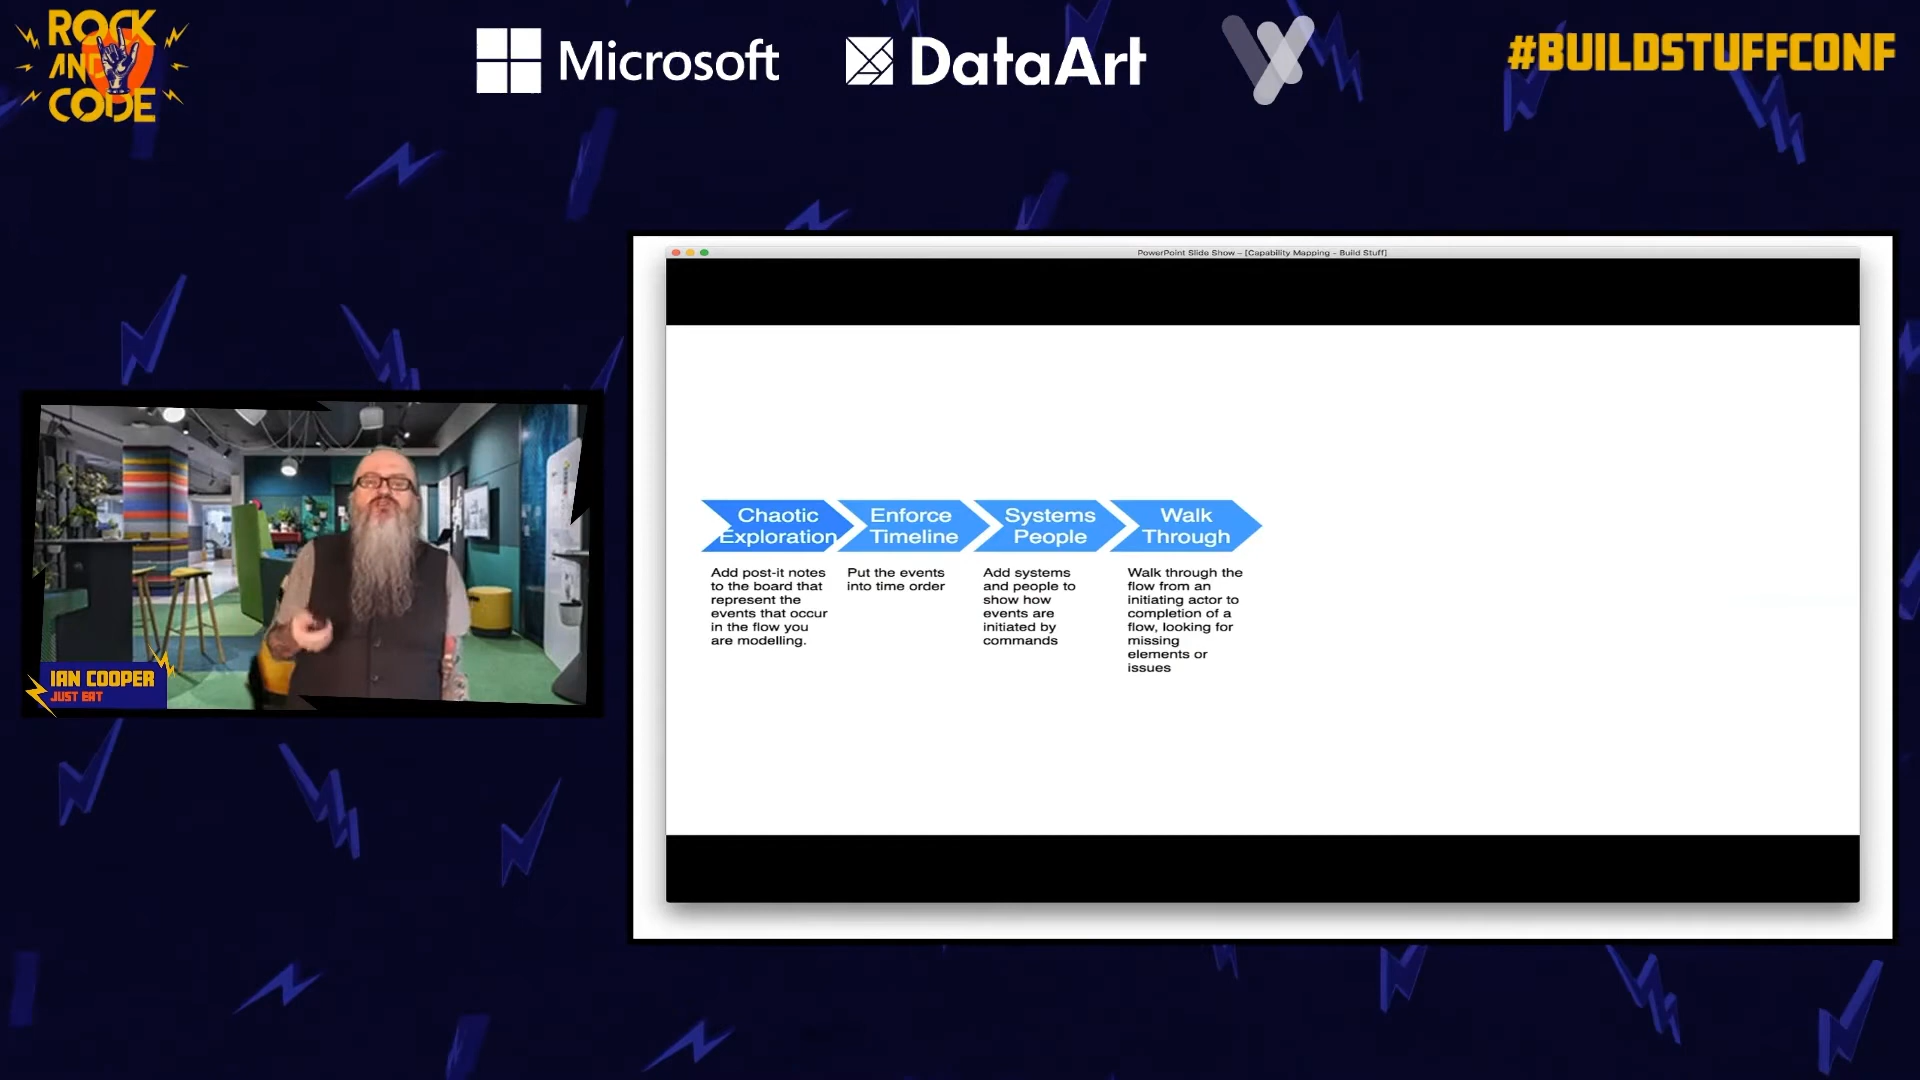 ROCK
AND
CODE
Microsoft
DataArt
#BUILDSTUFFCONF
PowerPoint Slide Show – [Capability Mapping - Build Stuff]
Chaotic
Exploration
Enforce
Timeline
Systems
People
Walk
Through
Add post-it notes
to the board that
represent the
events that occur
in the flow you
are modelling.
Put the events
into time order
Add systems
and people to
show how
events are
initiated by
commands
Walk through the
flow from an
initiating actor to
completion of a
flow, looking for
missing
elements or
issues
IAN COOPER
JUST EAT